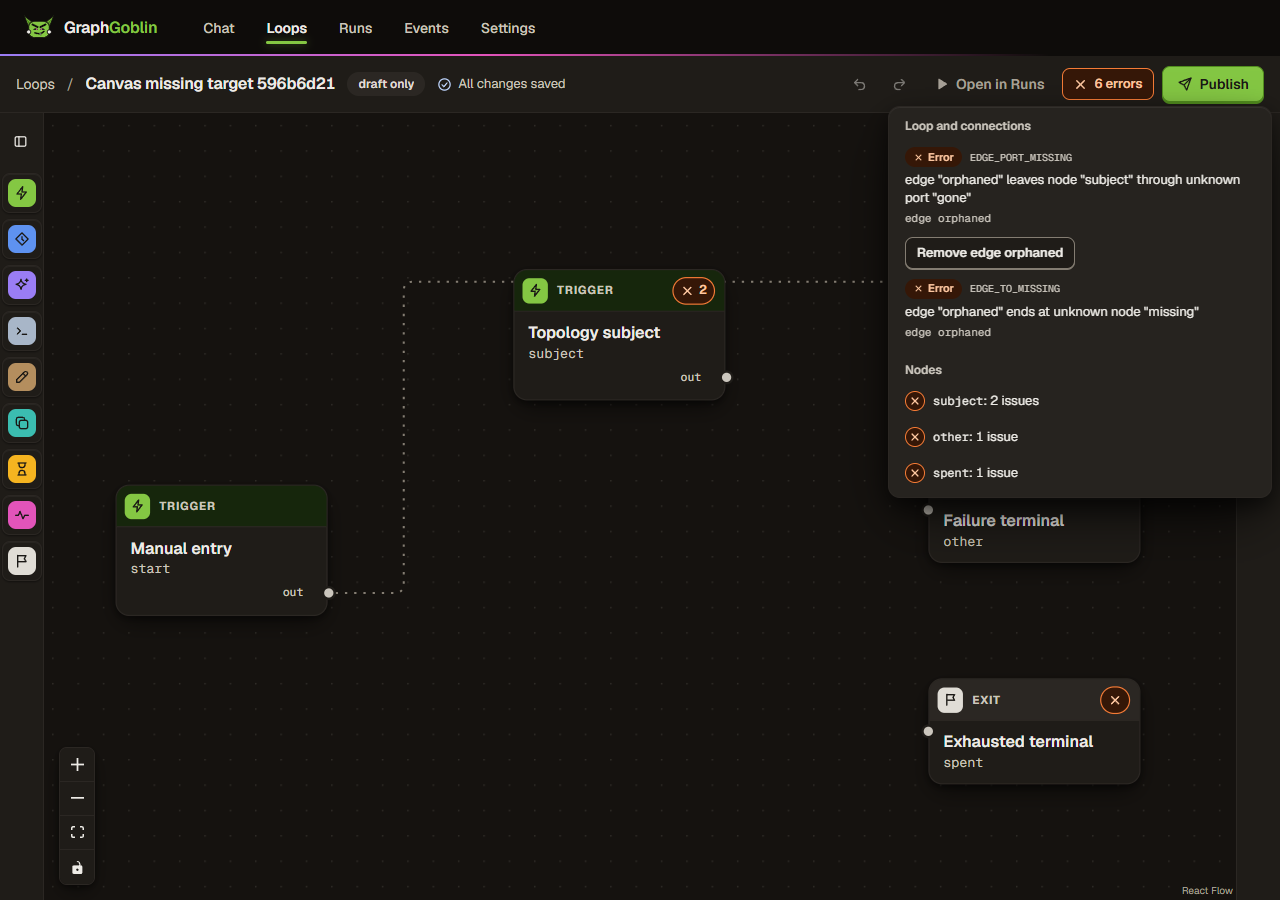 GraphGoblin Chat Loops Runs Events Settings
Loops / Canvas missing target 596b6d21 draft only All changes saved Open in Runs 6 errors Publish
Loop and connections
Error EDGE_PORT_MISSING
edge "orphaned" leaves node "subject" through unknown
port "gone"
edge orphaned
Remove edge orphaned
Error EDGE_TO_MISSING
edge "orphaned" ends at unknown node "missing"
edge orphaned
Nodes
subject: 2 issues
other: 1 issue
spent: 1 issue
TRIGGER 2
Topology subject
subject
out
TRIGGER
Manual entry
start
out
Failure terminal
other
EXIT
Exhausted terminal
spent
React Flow